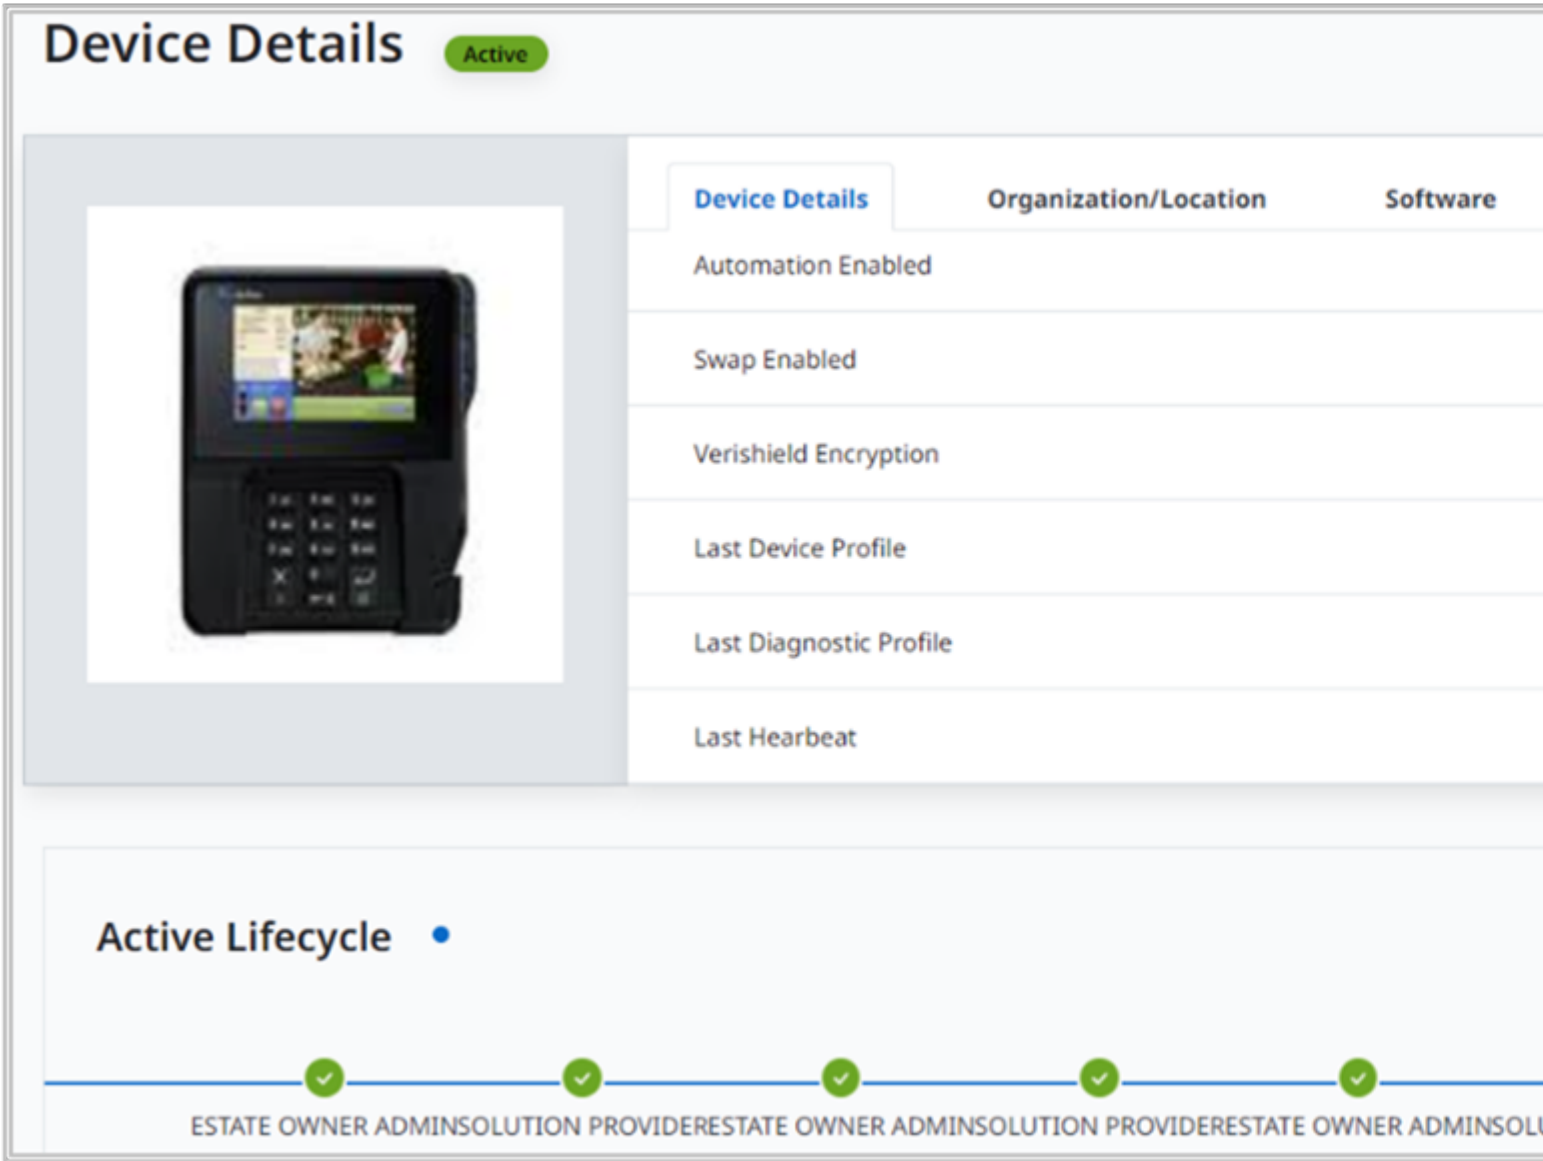 Device Details Active
Device Details Organization/Location Software
Automation Enabled
Swap Enabled
Verishield Encryption
Last Device Profile
Last Diagnostic Profile
Last Hearbeat
Active Lifecycle
ESTATE OWNER ADMINSOLUTION PROVIDERESTATE OWNER ADMINSOLUTION PROVIDERESTATE OWNER ADMINSOLU